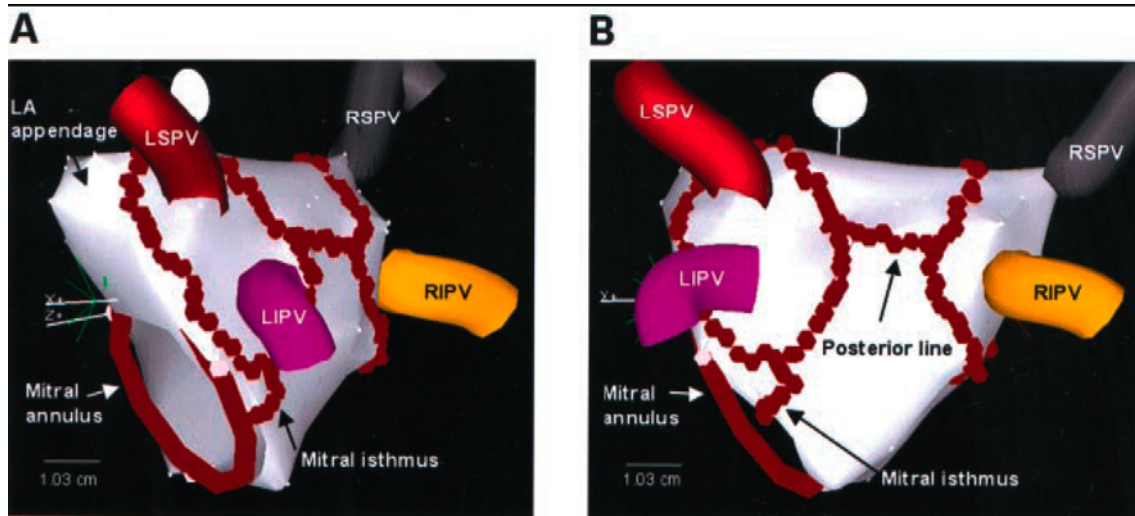 A
LA
appendage
LSPV
RSPV
LIPV
RIPV
X+
Z+
Mitral
annulus
Mitral isthmus
1.03 cm
B
LSPV
RSPV
LIPV
RIPV
X+
Posterior line
Mitral
annulus
1.03 cm
Mitral isthmus